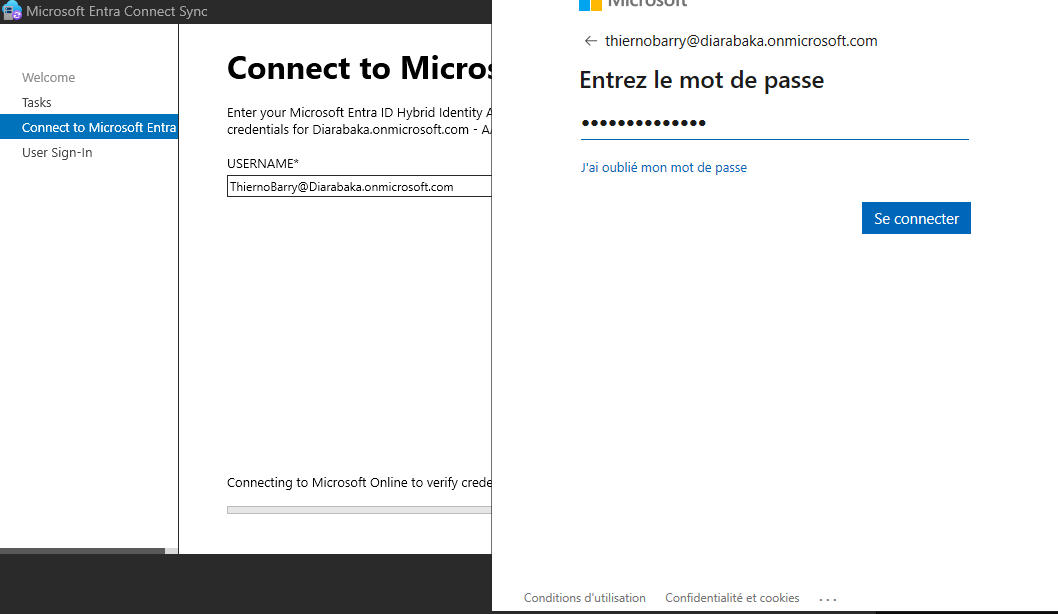 Microsoft Entra Connect Sync
Welcome
Tasks
Connect to Microsoft Entra
User Sign-In
Connect to Micros
Enter your Microsoft Entra ID Hybrid Identity A
credentials for Diarabaka.onmicrosoft.com - A
USERNAME*
ThiernoBarry@Diarabaka.onmicrosoft.com
Connecting to Microsoft Online to verify crede
Microsoft
← thiernobarry@diarabaka.onmicrosoft.com
Entrez le mot de passe
••••••••••••••
J'ai oublié mon mot de passe
Se connecter
Conditions d'utilisation Confidentialité et cookies ...